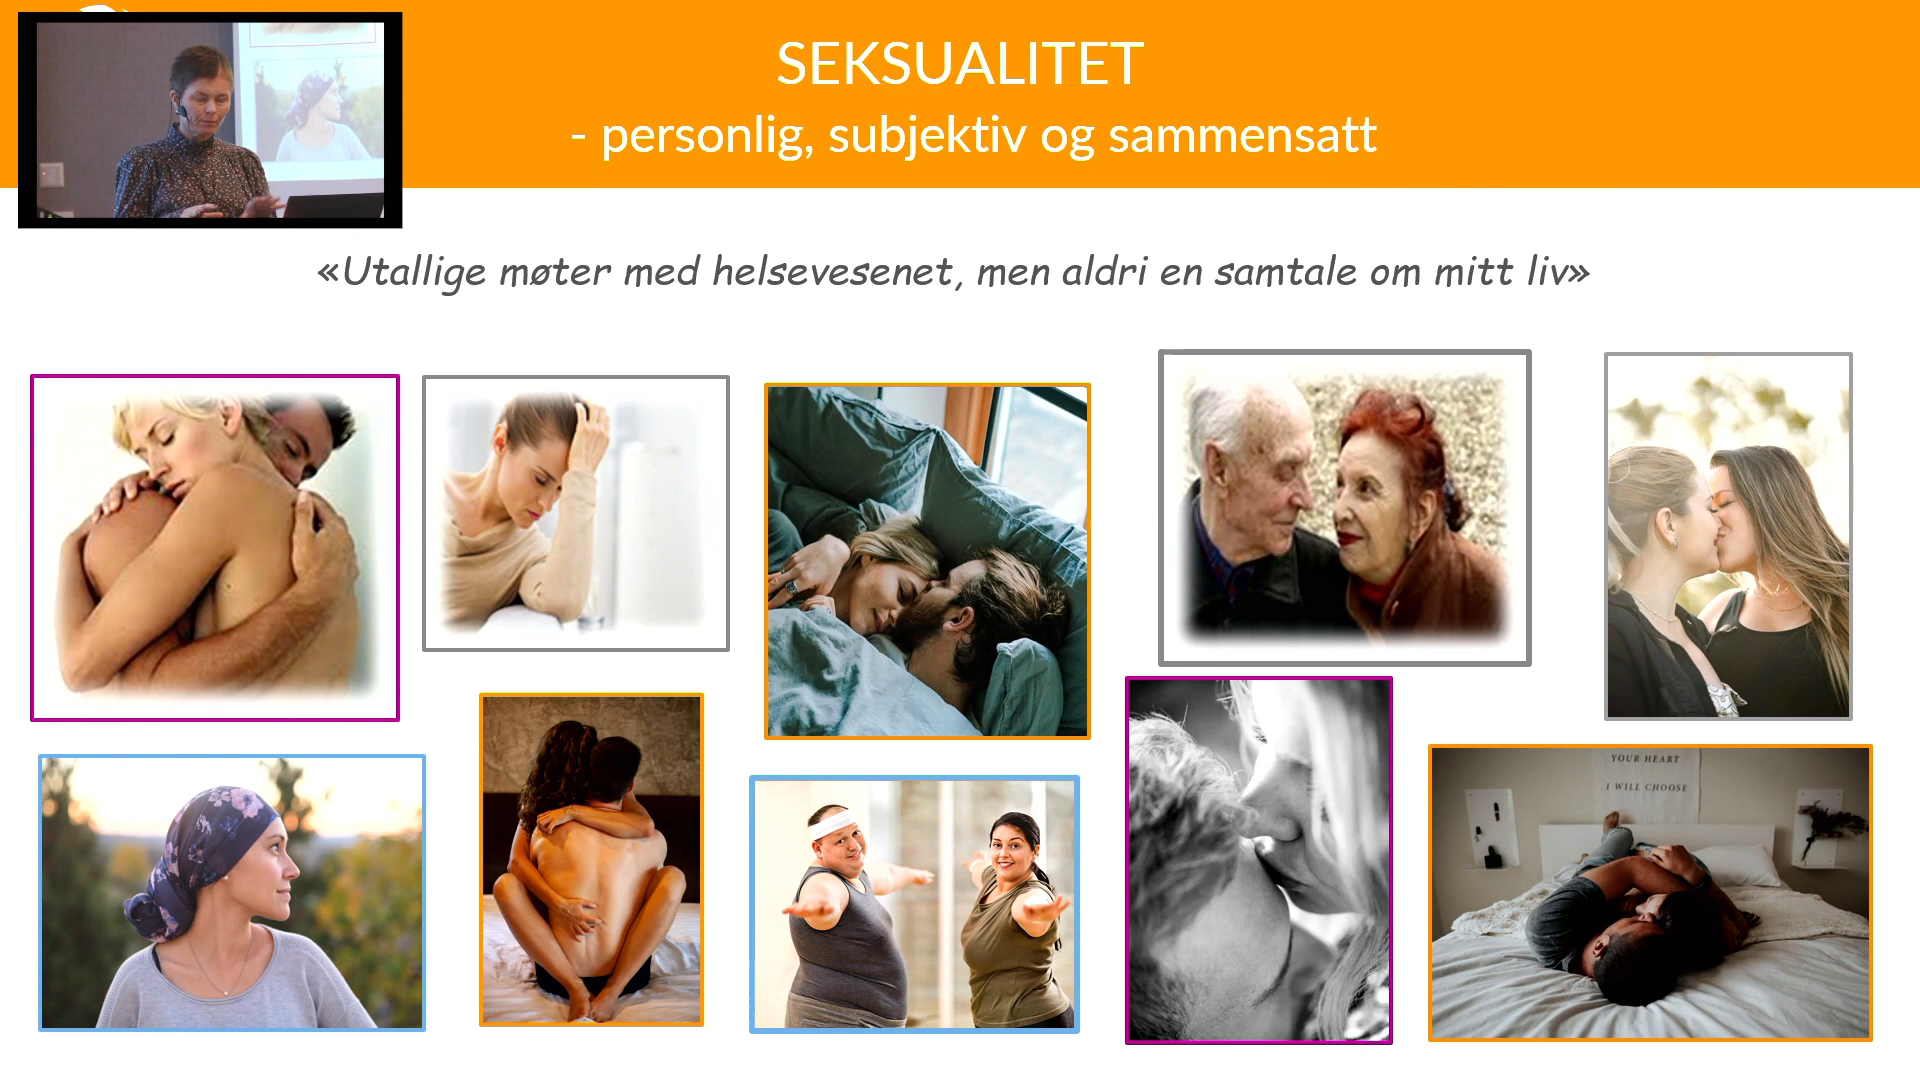 SEKSUALITET
- personlig, subjektiv og sammensatt
«Utallige møter med helsevesenet, men aldri en samtale om mitt liv»
YOUR HEART
I WILL CHOOSE